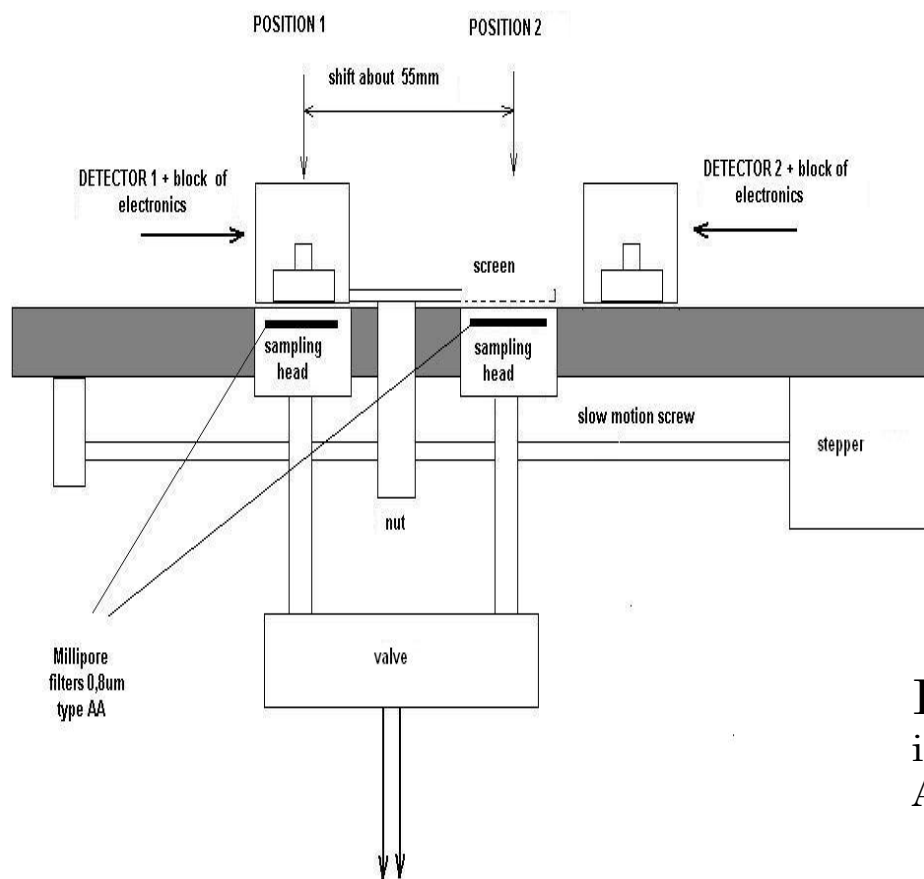 POSITION 1
POSITION 2
shift about 55mm
DETECTOR 1 + block of
electronics
DETECTOR 2 + block of
electronics
screen
sampling
head
sampling
head
slow motion screw
stepper
nut
Millipore
filters 0,8um
type AA
valve
i
A